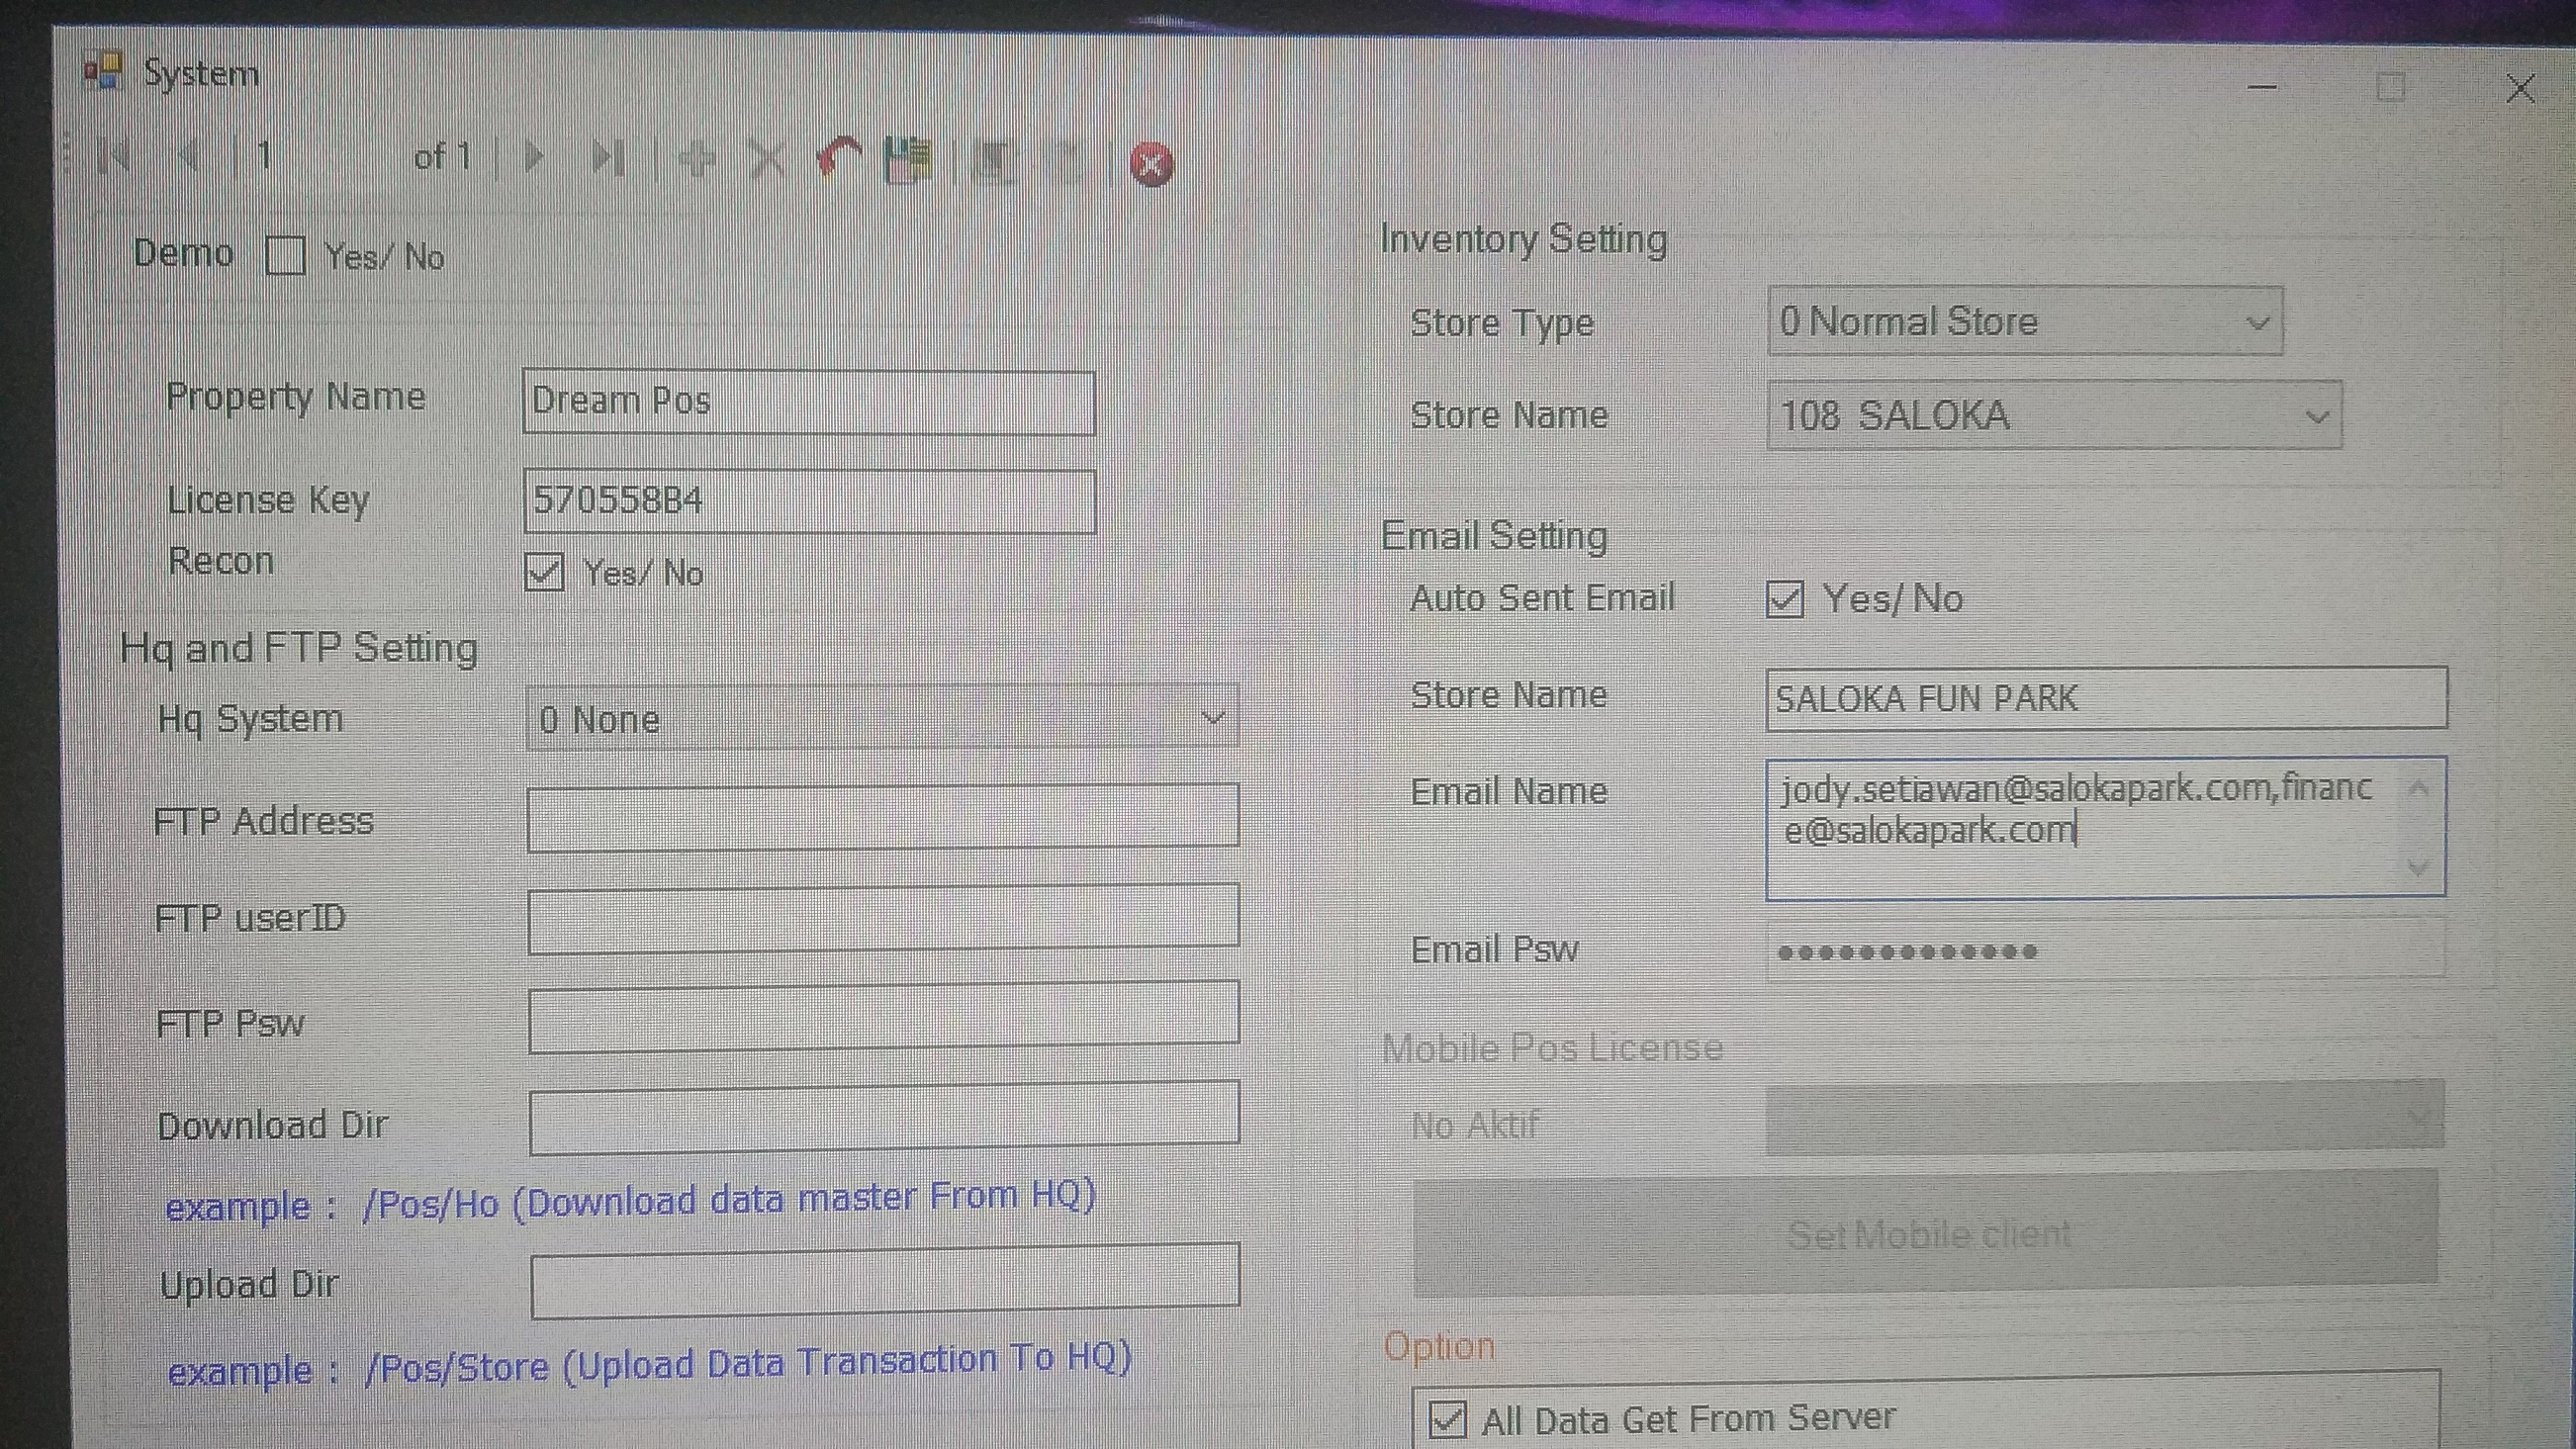 System
1 of 1
Demo Yes/ No
Property Name Dream Pos
License Key 570558B4
Recon Yes/ No
Hq and FTP Setting
Hq System 0 None
FTP Address
FTP userID
FTP Psw
Download Dir
example : /Pos/Ho (Download data master From HQ)
Upload Dir
example : /Pos/Store (Upload Data Transaction To HQ)
Inventory Setting
Store Type 0 Normal Store
Store Name 108 SALOKA
Email Setting
Auto Sent Email Yes/ No
Store Name SALOKA FUN PARK
Email Name jody.setiawan@salokapark.com,financ
e@salokapark.com
Email Psw
Mobile Pos License
No Aktif
Set Mobile client
Option
All Data Get From Server